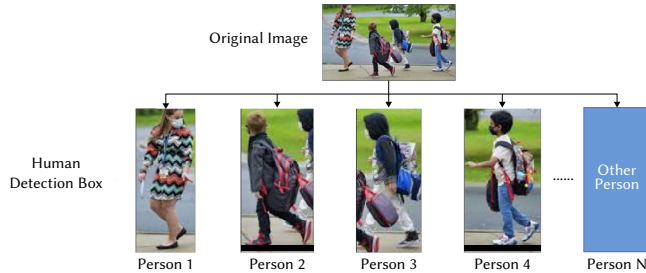 Original Image
Human
Detection Box
Other
Person
......
Person 1
Person 2
Person 3
Person 4
Person N